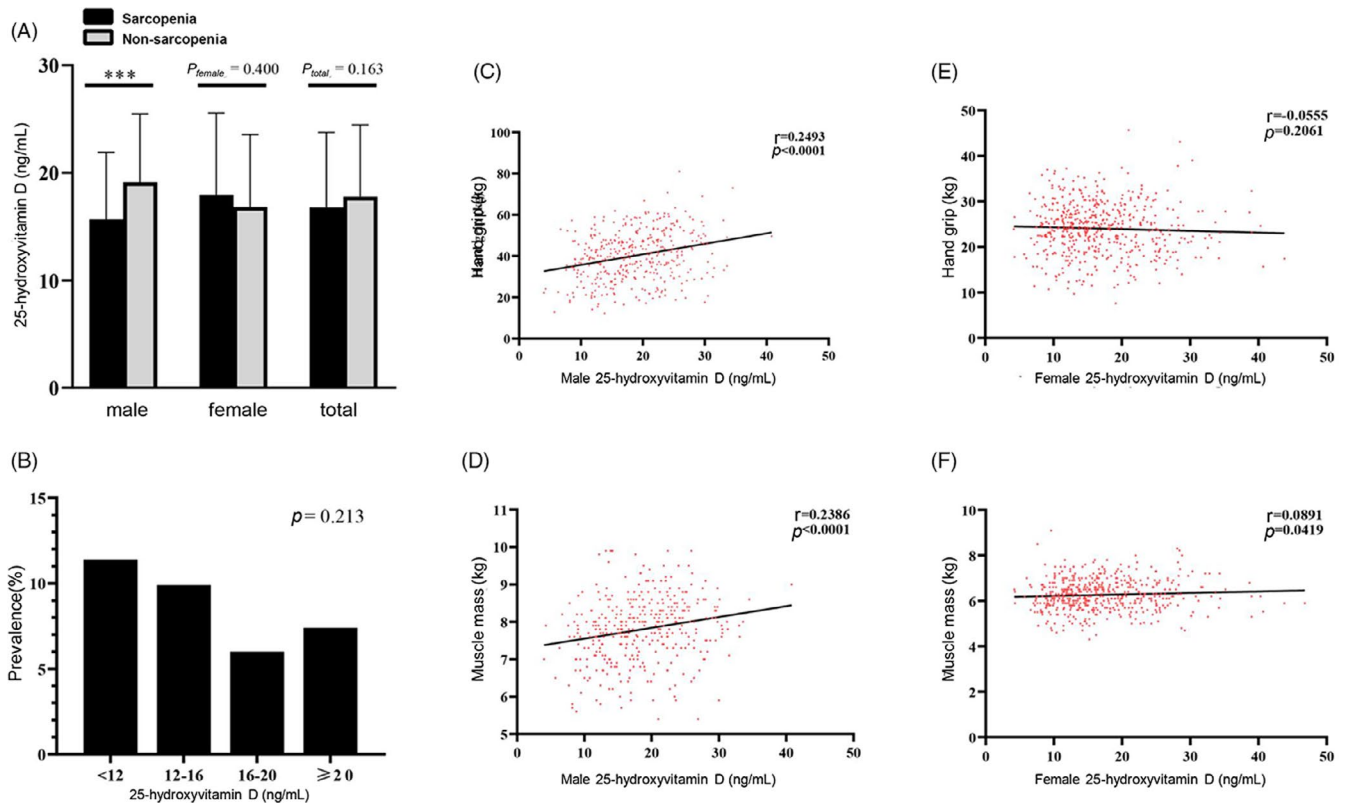 Sarcopenia
Non-sarcopenia
(A)
*** P female. = 0.400 P total. = 0.163
30
20
10
0
25-hydroxyvitamin D (ng/mL)
male female total
(B)
p= 0.213
15
10
5
0
Prevalence(%)
<12 12-16 16-20 ⩾20
25-hydroxyvitamin D (ng/mL)
(C)
r=0.2493
p<0.0001
100
80
60
40
20
0
Hand grip (kg)
0 10 20 30 40 50
Male 25-hydroxyvitamin D (ng/mL)
(D)
r=0.2386
p<0.0001
11
10
9
8
7
6
5
Muscle mass (kg)
0 10 20 30 40 50
Male 25-hydroxyvitamin D (ng/mL)
(E)
r=-0.0555
p=0.2061
50
40
30
20
10
0
Hand grip (kg)
0 10 20 30 40 50
Female 25-hydroxyvitamin D (ng/mL)
(F)
r=0.0891
p=0.0419
10
8
6
4
2
0
Muscle mass (kg)
0 10 20 30 40 50
Female 25-hydroxyvitamin D (ng/mL)